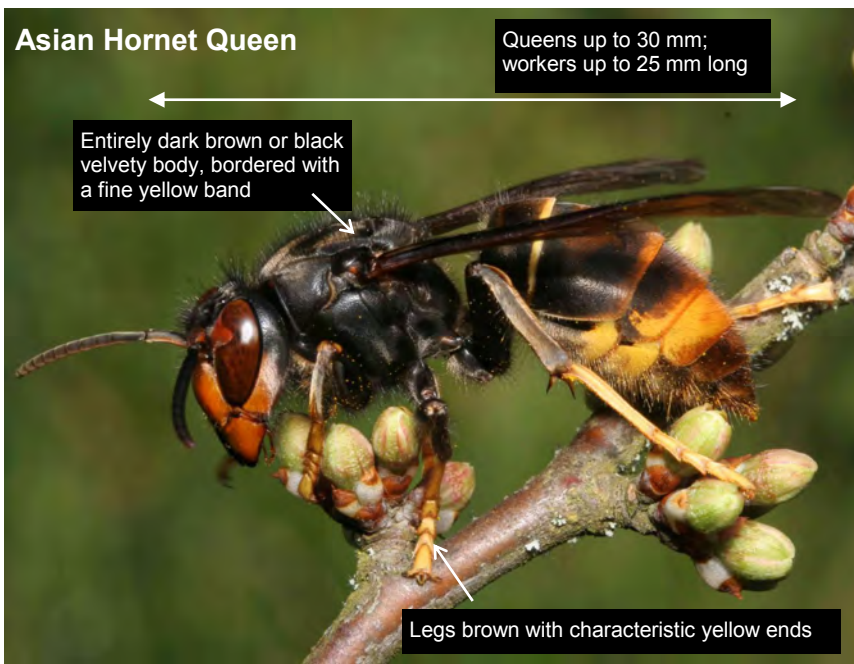 Asian Hornet Queen
Queens up to 30 mm;
workers up to 25 mm long
Entirely dark brown or black
velvety body, bordered with
a fine yellow band
Legs brown with characteristic yellow ends